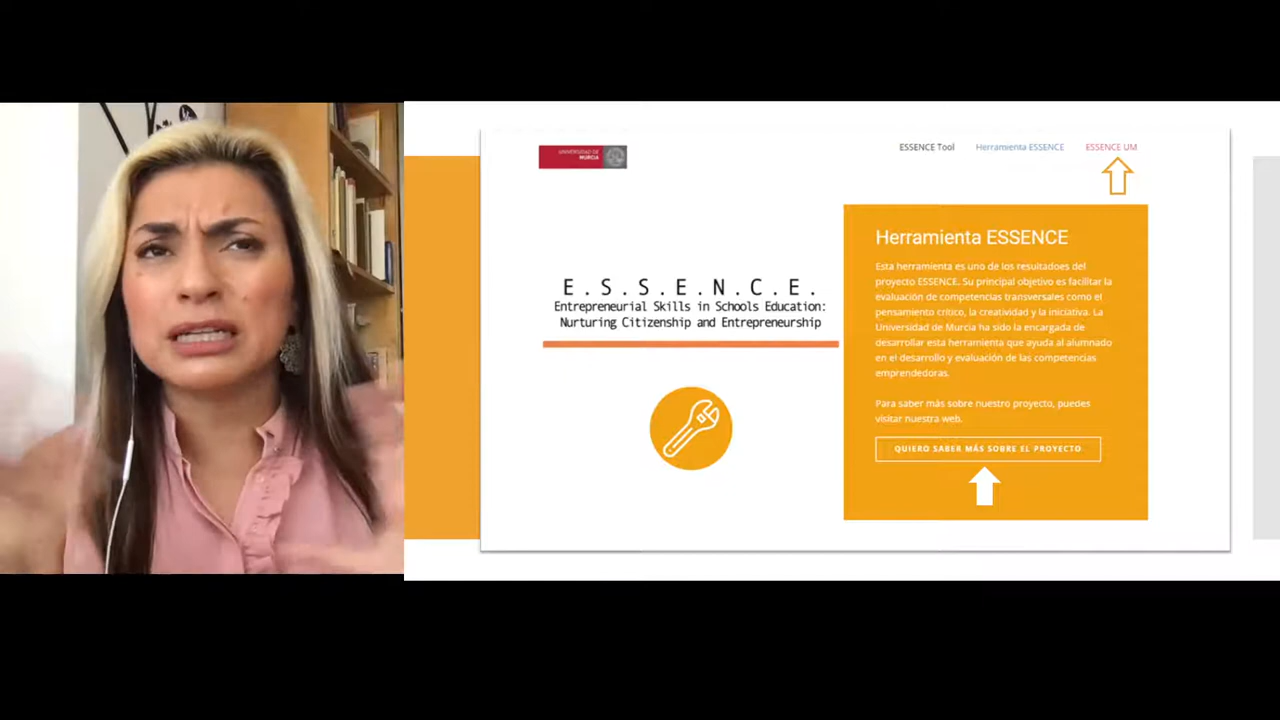 UNIVERSIDAD DE
MURCIA
ESSENCE Tool
Herramienta ESSENCE
ESSENCE UM
E.S.S.E.N.C.E.
Entrepreneurial Skills in Schools Education:
Nurturing Citizenship and Entrepreneurship
Herramienta ESSENCE
Esta herramienta es uno de los resultadoes del
proyecto ESSENCE. Su principal objetivo es facilitar la
evaluación de competencias transversales como el
pensamiento crítico, la creatividad y la iniciativa. La
Universidad de Murcia ha sido la encargada de
desarrollar esta herramienta que ayuda al alumnado
en el desarrollo y evaluación de las competencias
emprendedoras.
Para saber más sobre nuestro proyecto, puedes
visitar nuestra web.
QUIERO SABER MÁS SOBRE EL PROYECTO